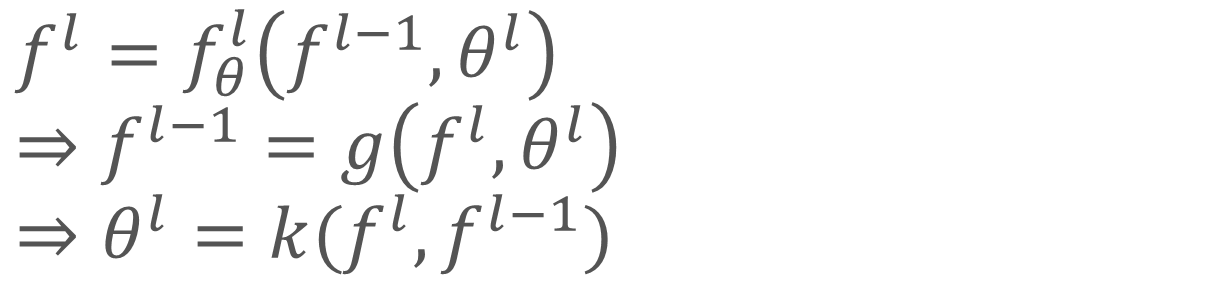 f^l = f_θ^l(f^{l−1}, θ^l)
⇒ f^{l−1} = g(f^l, θ^l)
⇒ θ^l = k(f^l, f^{l−1})